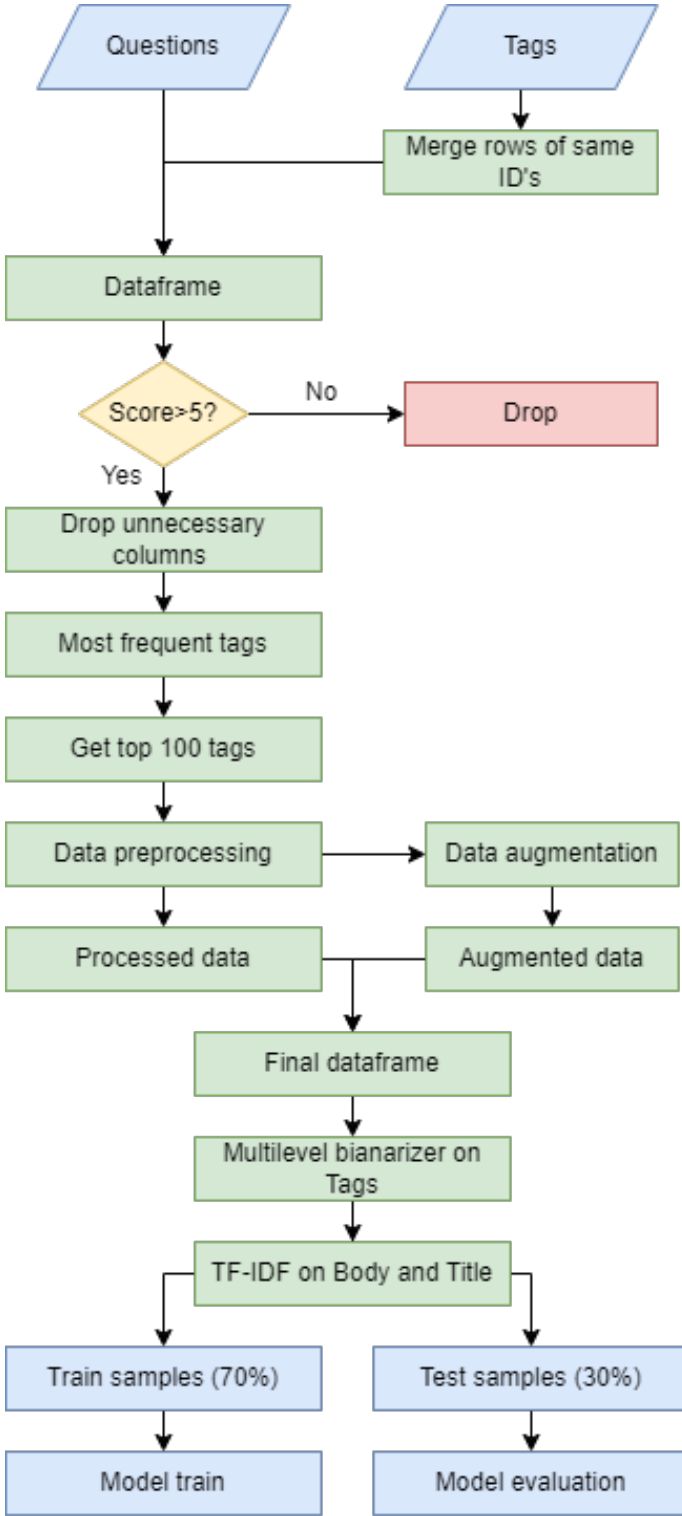 Questions
Tags
Merge rows of same
ID's
Dataframe
Score>5?
No
Drop
Yes
Drop unnecessary
columns
Most frequent tags
Get top 100 tags
Data preprocessing
Data augmentation
Processed data
Augmented data
Final dataframe
Multilevel bianarizer on
Tags
TF-IDF on Body and Title
Train samples (70%)
Test samples (30%)
Model train
Model evaluation